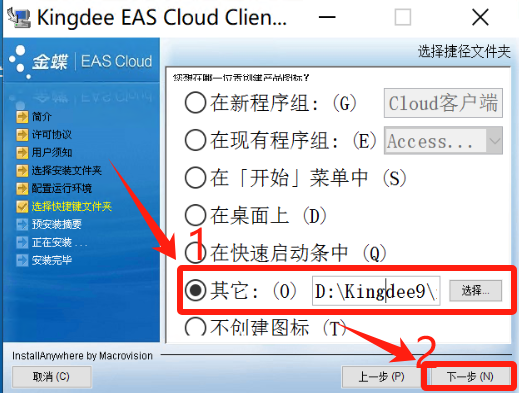 Kingdee EAS Cloud Clien...
金蝶 | EAS Cloud
选择捷径文件夹
您想在哪一位置创建产品图标？
简介
许可协议
用户须知
选择安装文件夹
配置运行环境
选择快捷键文件夹
预安装摘要
正在安装...
安装完毕
在新程序组: (G) Cloud客户端
在现有程序组: (E) Access...
在「开始」菜单中 (S)
在桌面上 (D)
1
在快速启动条中 (Q)
其它: (O) D:\Kingdee9\ 选择...
不创建图标 (T)
2
InstallAnywhere by Macrovision
取消 (C)
上一步 (P)
下一步 (N)